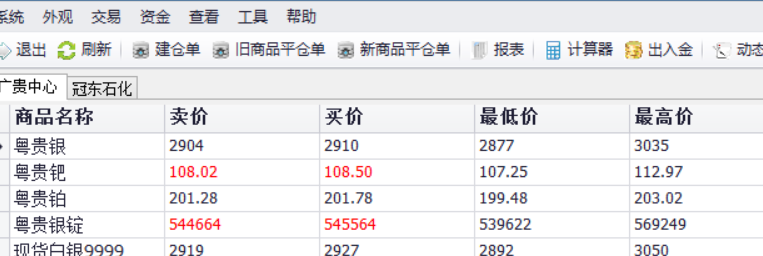 系统 外观 交易 资金 查看 工具 帮助
退出 刷新 建仓单 旧商品平仓单 新商品平仓单 报表 计算器 出入金 动态
广贵中心 冠东石化
商品名称 卖价 买价 最低价 最高价
粤贵银 2904 2910 2877 3035
粤贵钯 108.02 108.50 107.25 112.97
粤贵铂 201.28 201.78 199.48 203.02
粤贵银锭 544664 545564 539622 569249
现货白银9999 2919 2927 2892 3050